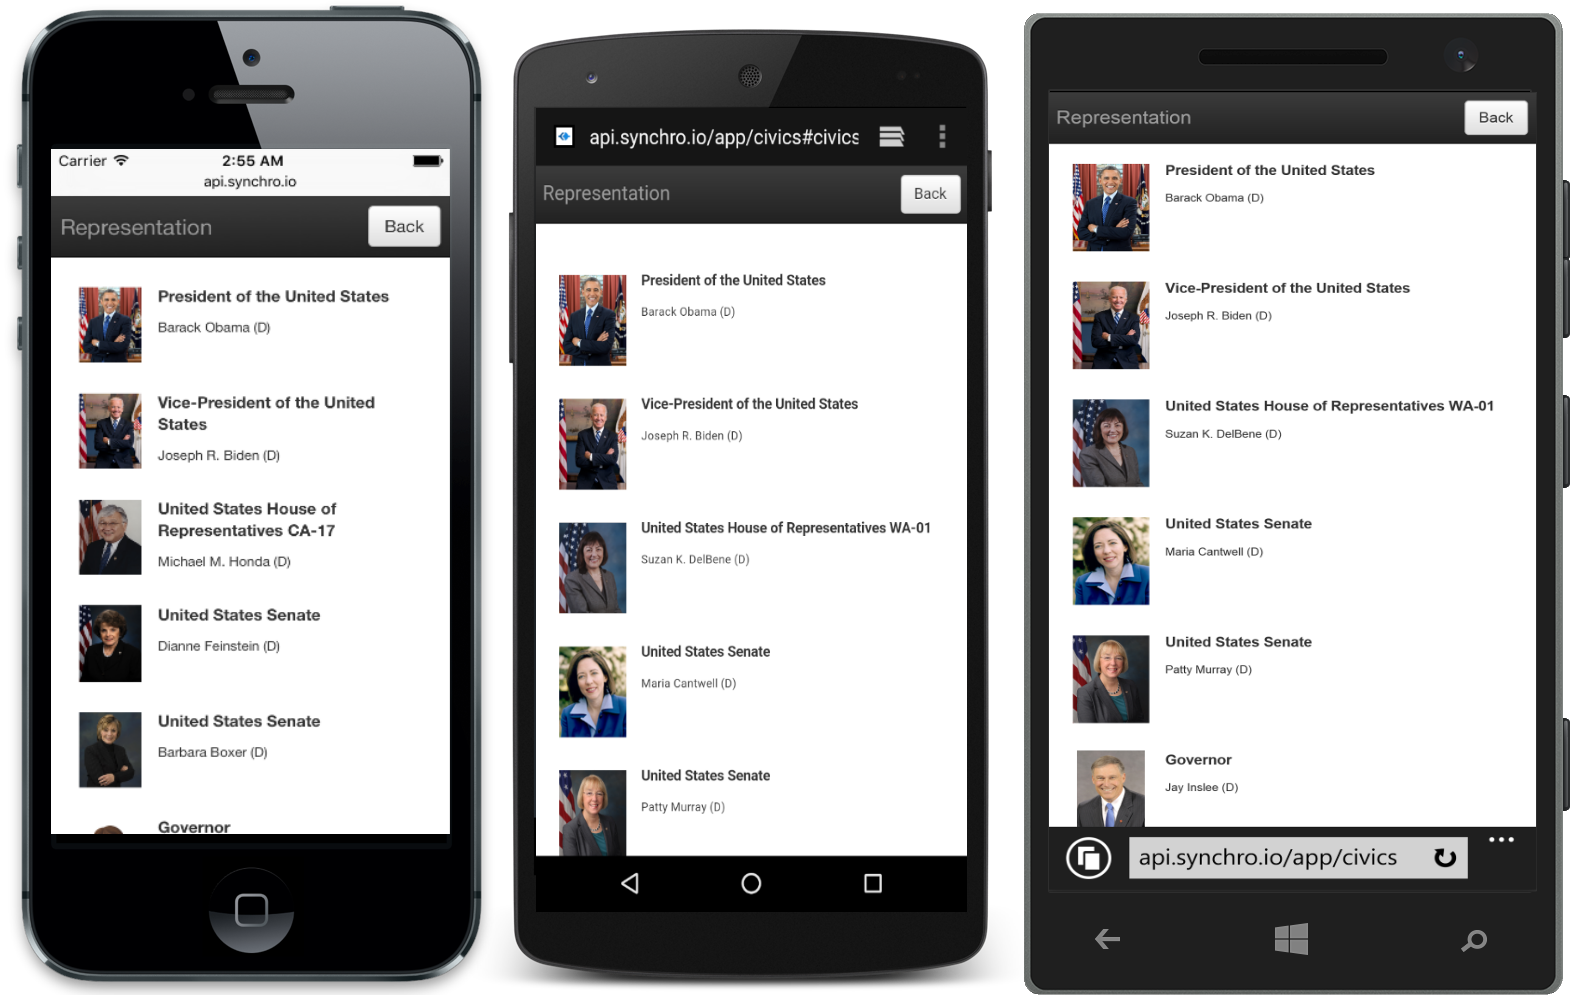 Carrier
2:55 AM
api.synchro.io
Representation
Back
President of the United States
Barack Obama (D)
Vice-President of the United
States
Joseph R. Biden (D)
United States House of
Representatives CA-17
Michael M. Honda (D)
United States Senate
Dianne Feinstein (D)
United States Senate
Barbara Boxer (D)
Governor
api.synchro.io/app/civics#civics
Representation
Back
President of the United States
Barack Obama (D)
Vice-President of the United States
Joseph R. Biden (D)
United States House of Representatives WA-01
Suzan K. DelBene (D)
United States Senate
Maria Cantwell (D)
United States Senate
Patty Murray (D)
Representation
Back
President of the United States
Barack Obama (D)
Vice-President of the United States
Joseph R. Biden (D)
United States House of Representatives WA-01
Suzan K. DelBene (D)
United States Senate
Maria Cantwell (D)
United States Senate
Patty Murray (D)
Governor
Jay Inslee (D)
api.synchro.io/app/civics